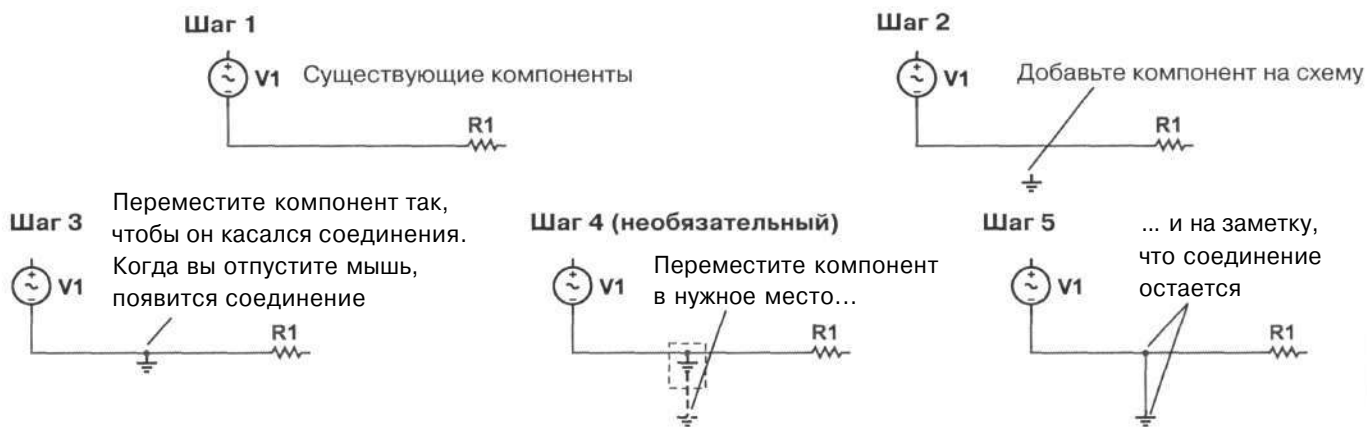 Шаг 1
V1 Существующие компоненты
R1
Шаг 2
V1 Добавьте компонент на схему
R1
Шаг 3
Переместите компонент так,
чтобы он касался соединения.
Когда вы отпустите мышь,
появится соединение
V1
R1
Шаг 4 (необязательный)
Переместите компонент
в нужное место...
V1
R1
Шаг 5
... и на заметку,
что соединение
остается
V1
R1